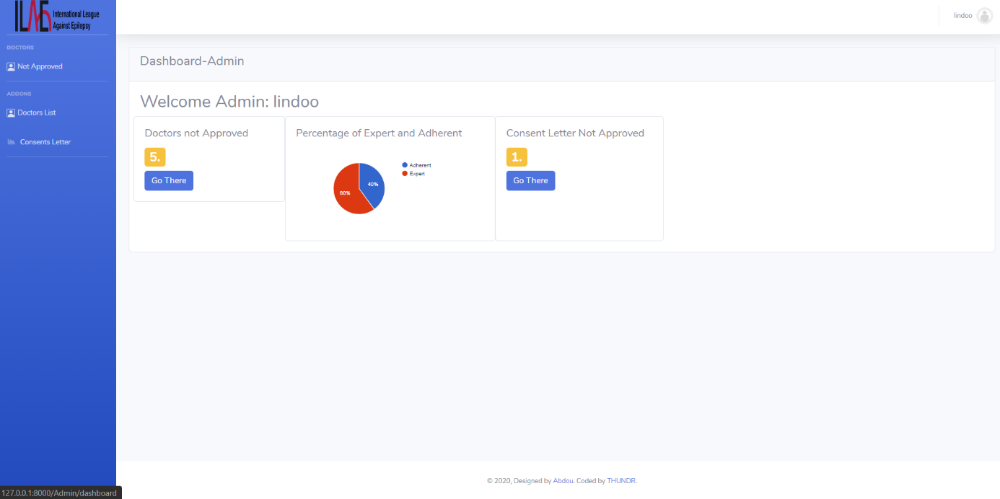 ILAE International League
Against Epilepsy
lindoo
DOCTORS
Not Approved
ADDONS
Doctors List
Consents Letter
Dashboard-Admin
Welcome Admin: lindoo
Doctors not Approved
5.
Go There
Percentage of Expert and Adherent
Adherent
Expert
40%
60%
Consent Letter Not Approved
1.
Go There
© 2020, Designed by Abdou. Coded by THUNDR.
127.0.0.1:8000/Admin/dashboard